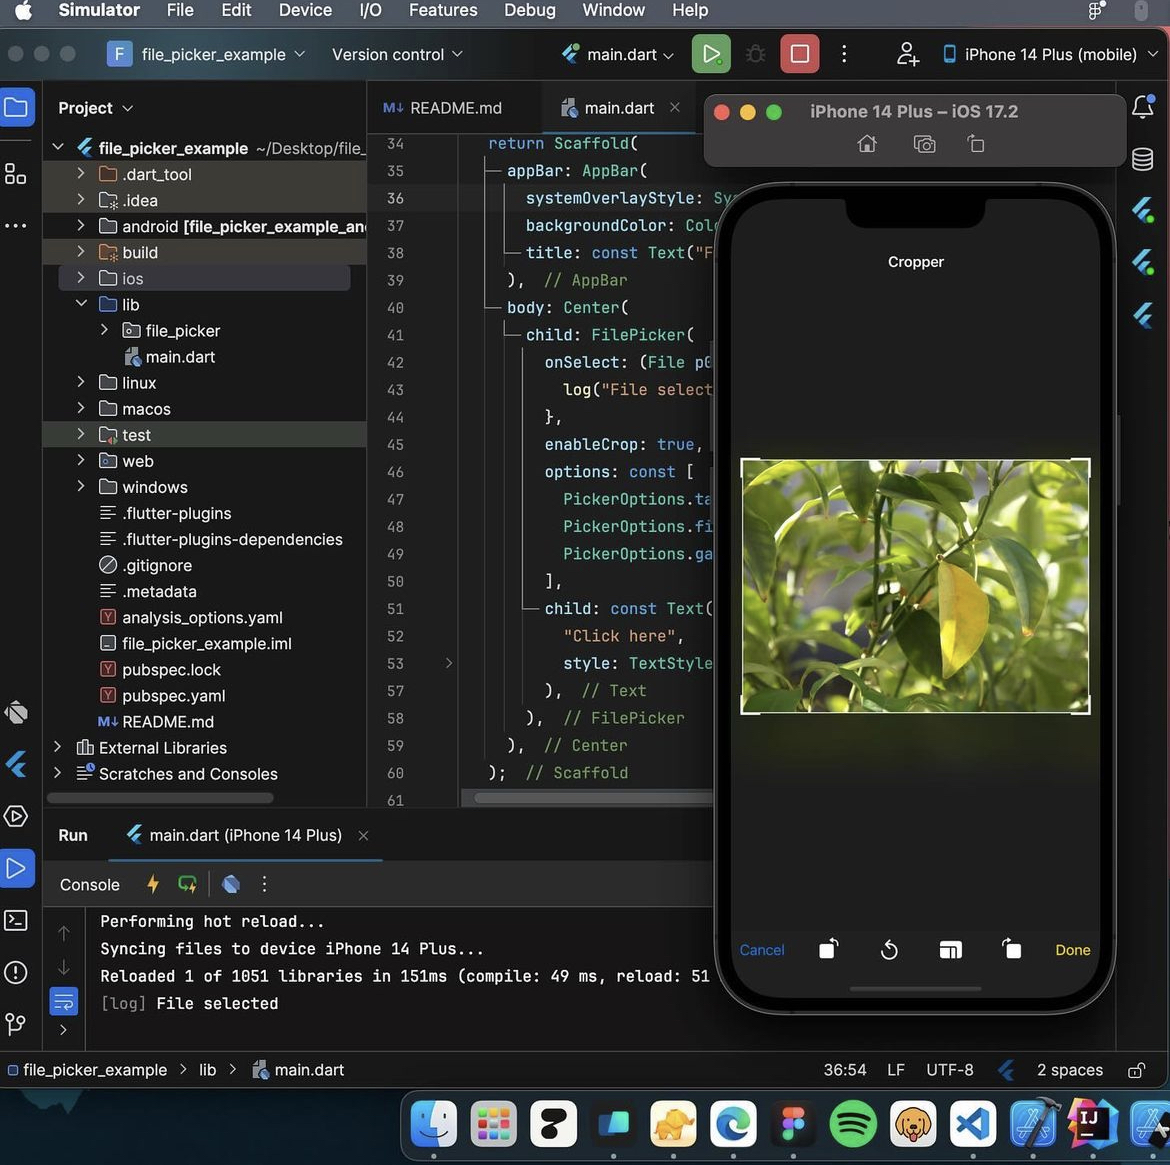 Simulator File Edit Device I/O Features Debug Window Help
F file_picker_example Version control main.dart iPhone 14 Plus (mobile)
Project
file_picker_example ~/Desktop/file_
.dart_tool
.idea
android [file_picker_example_an
build
ios
lib
file_picker
main.dart
linux
macos
test
web
windows
.flutter-plugins
.flutter-plugins-dependencies
.gitignore
.metadata
analysis_options.yaml
file_picker_example.iml
pubspec.lock
pubspec.yaml
README.md
External Libraries
Scratches and Consoles
README.md main.dart
34 return Scaffold(
35 appBar: AppBar(
36 systemOverlayStyle: Sy
37 backgroundColor: Col
38 title: const Text("F
39 ), // AppBar
40 body: Center(
41 child: FilePicker(
42 onSelect: (File p0
43 log("File select
44 },
45 enableCrop: true,
46 options: const [
47 PickerOptions.ta
48 PickerOptions.fi
49 PickerOptions.ga
50 ],
51 child: const Text(
52 "Click here",
53 style: TextStyle
57 ), // Text
58 ), // FilePicker
59 ), // Center
60 ); // Scaffold
61
iPhone 14 Plus – iOS 17.2
Cropper
Cancel Done
Run main.dart (iPhone 14 Plus)
Console
Performing hot reload...
Syncing files to device iPhone 14 Plus...
Reloaded 1 of 1051 libraries in 151ms (compile: 49 ms, reload: 51
[log] File selected
file_picker_example > lib > main.dart 36:54 LF UTF-8 2 spaces
IJ